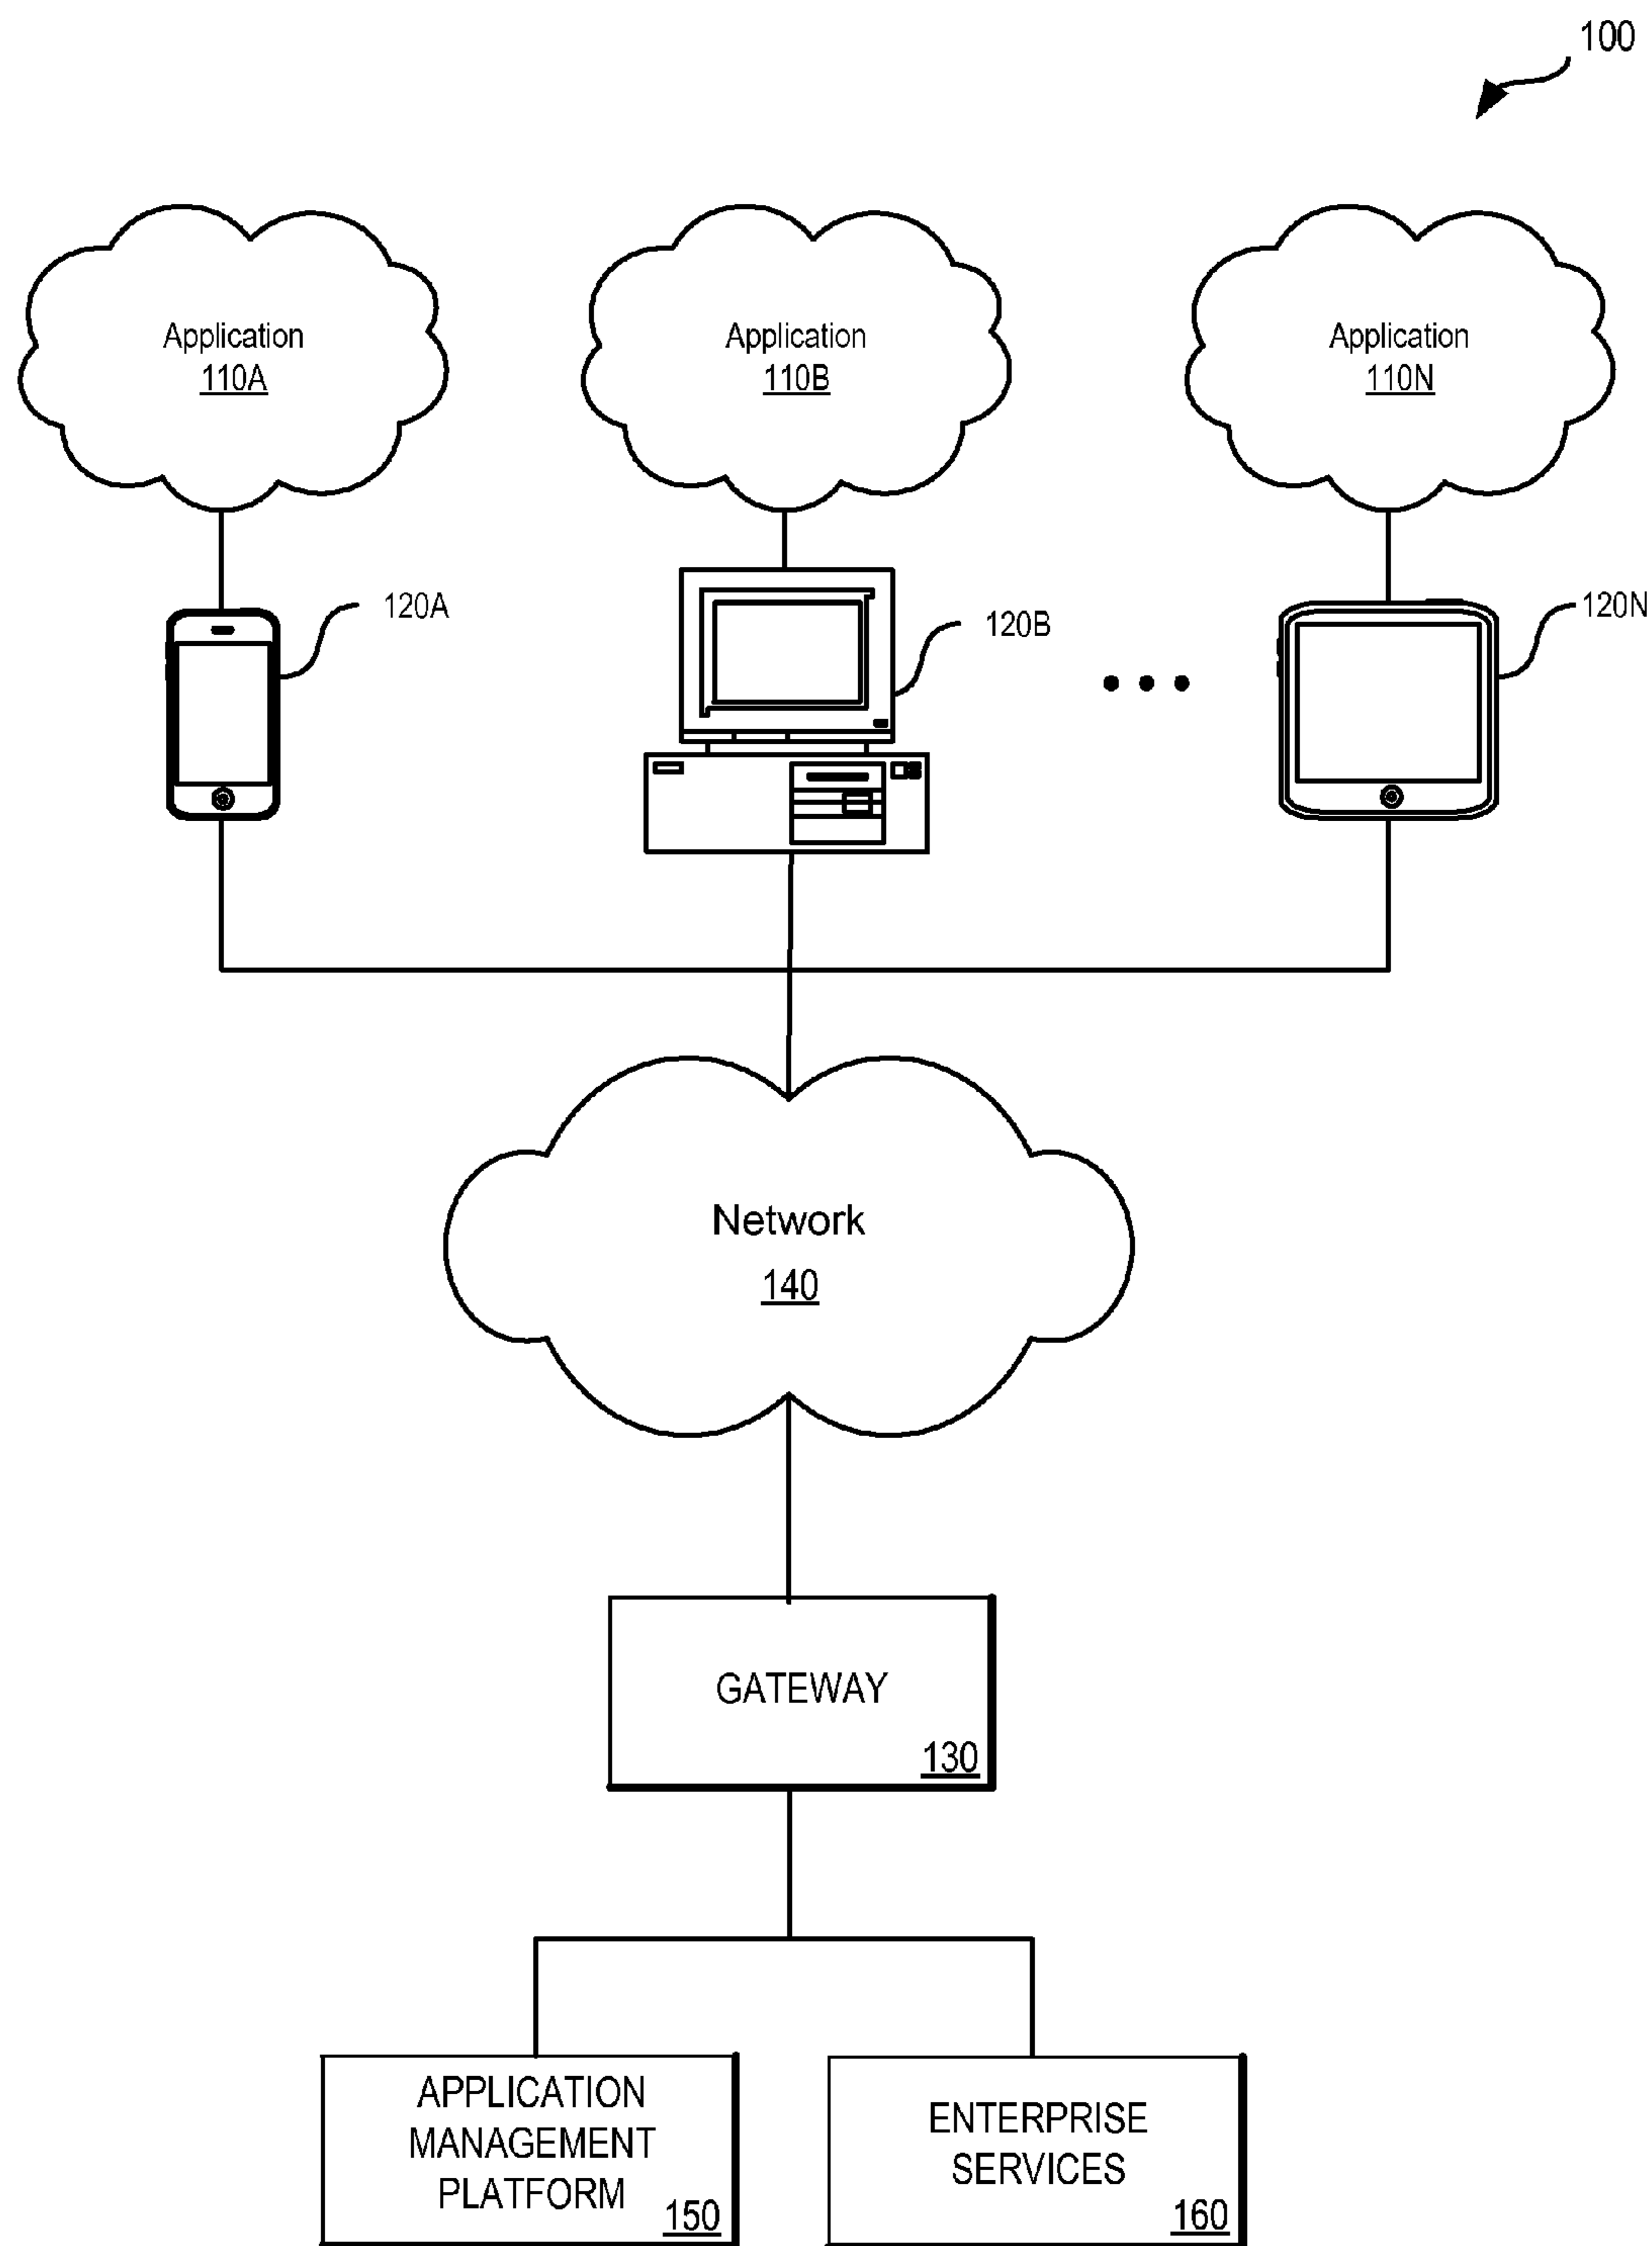 100
Application
110A
Application
110B
Application
110N
120A
120B
120N
Network
140
GATEWAY
130
APPLICATION
MANAGEMENT
PLATFORM
150
ENTERPRISE
SERVICES
160